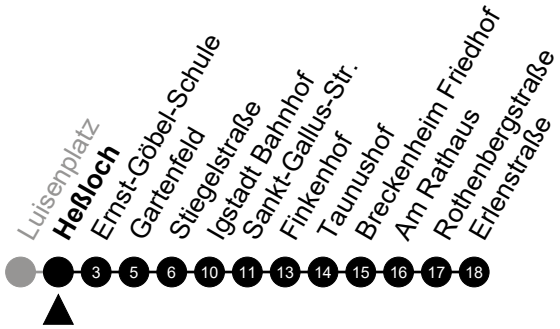 Luisenplatz
Heßloch
Ernst-Göbel-Schule
Gartenfeld
Stiegelstraße
Igstadt Bahnhof
Sankt-Gallus-Str.
Finkenhof
Taunushof
Breckenheim Friedhof
Am Rathaus
Rothenbergstraße
Erlenstraße
3 5 6 10 11 13 14 15 16 17 18